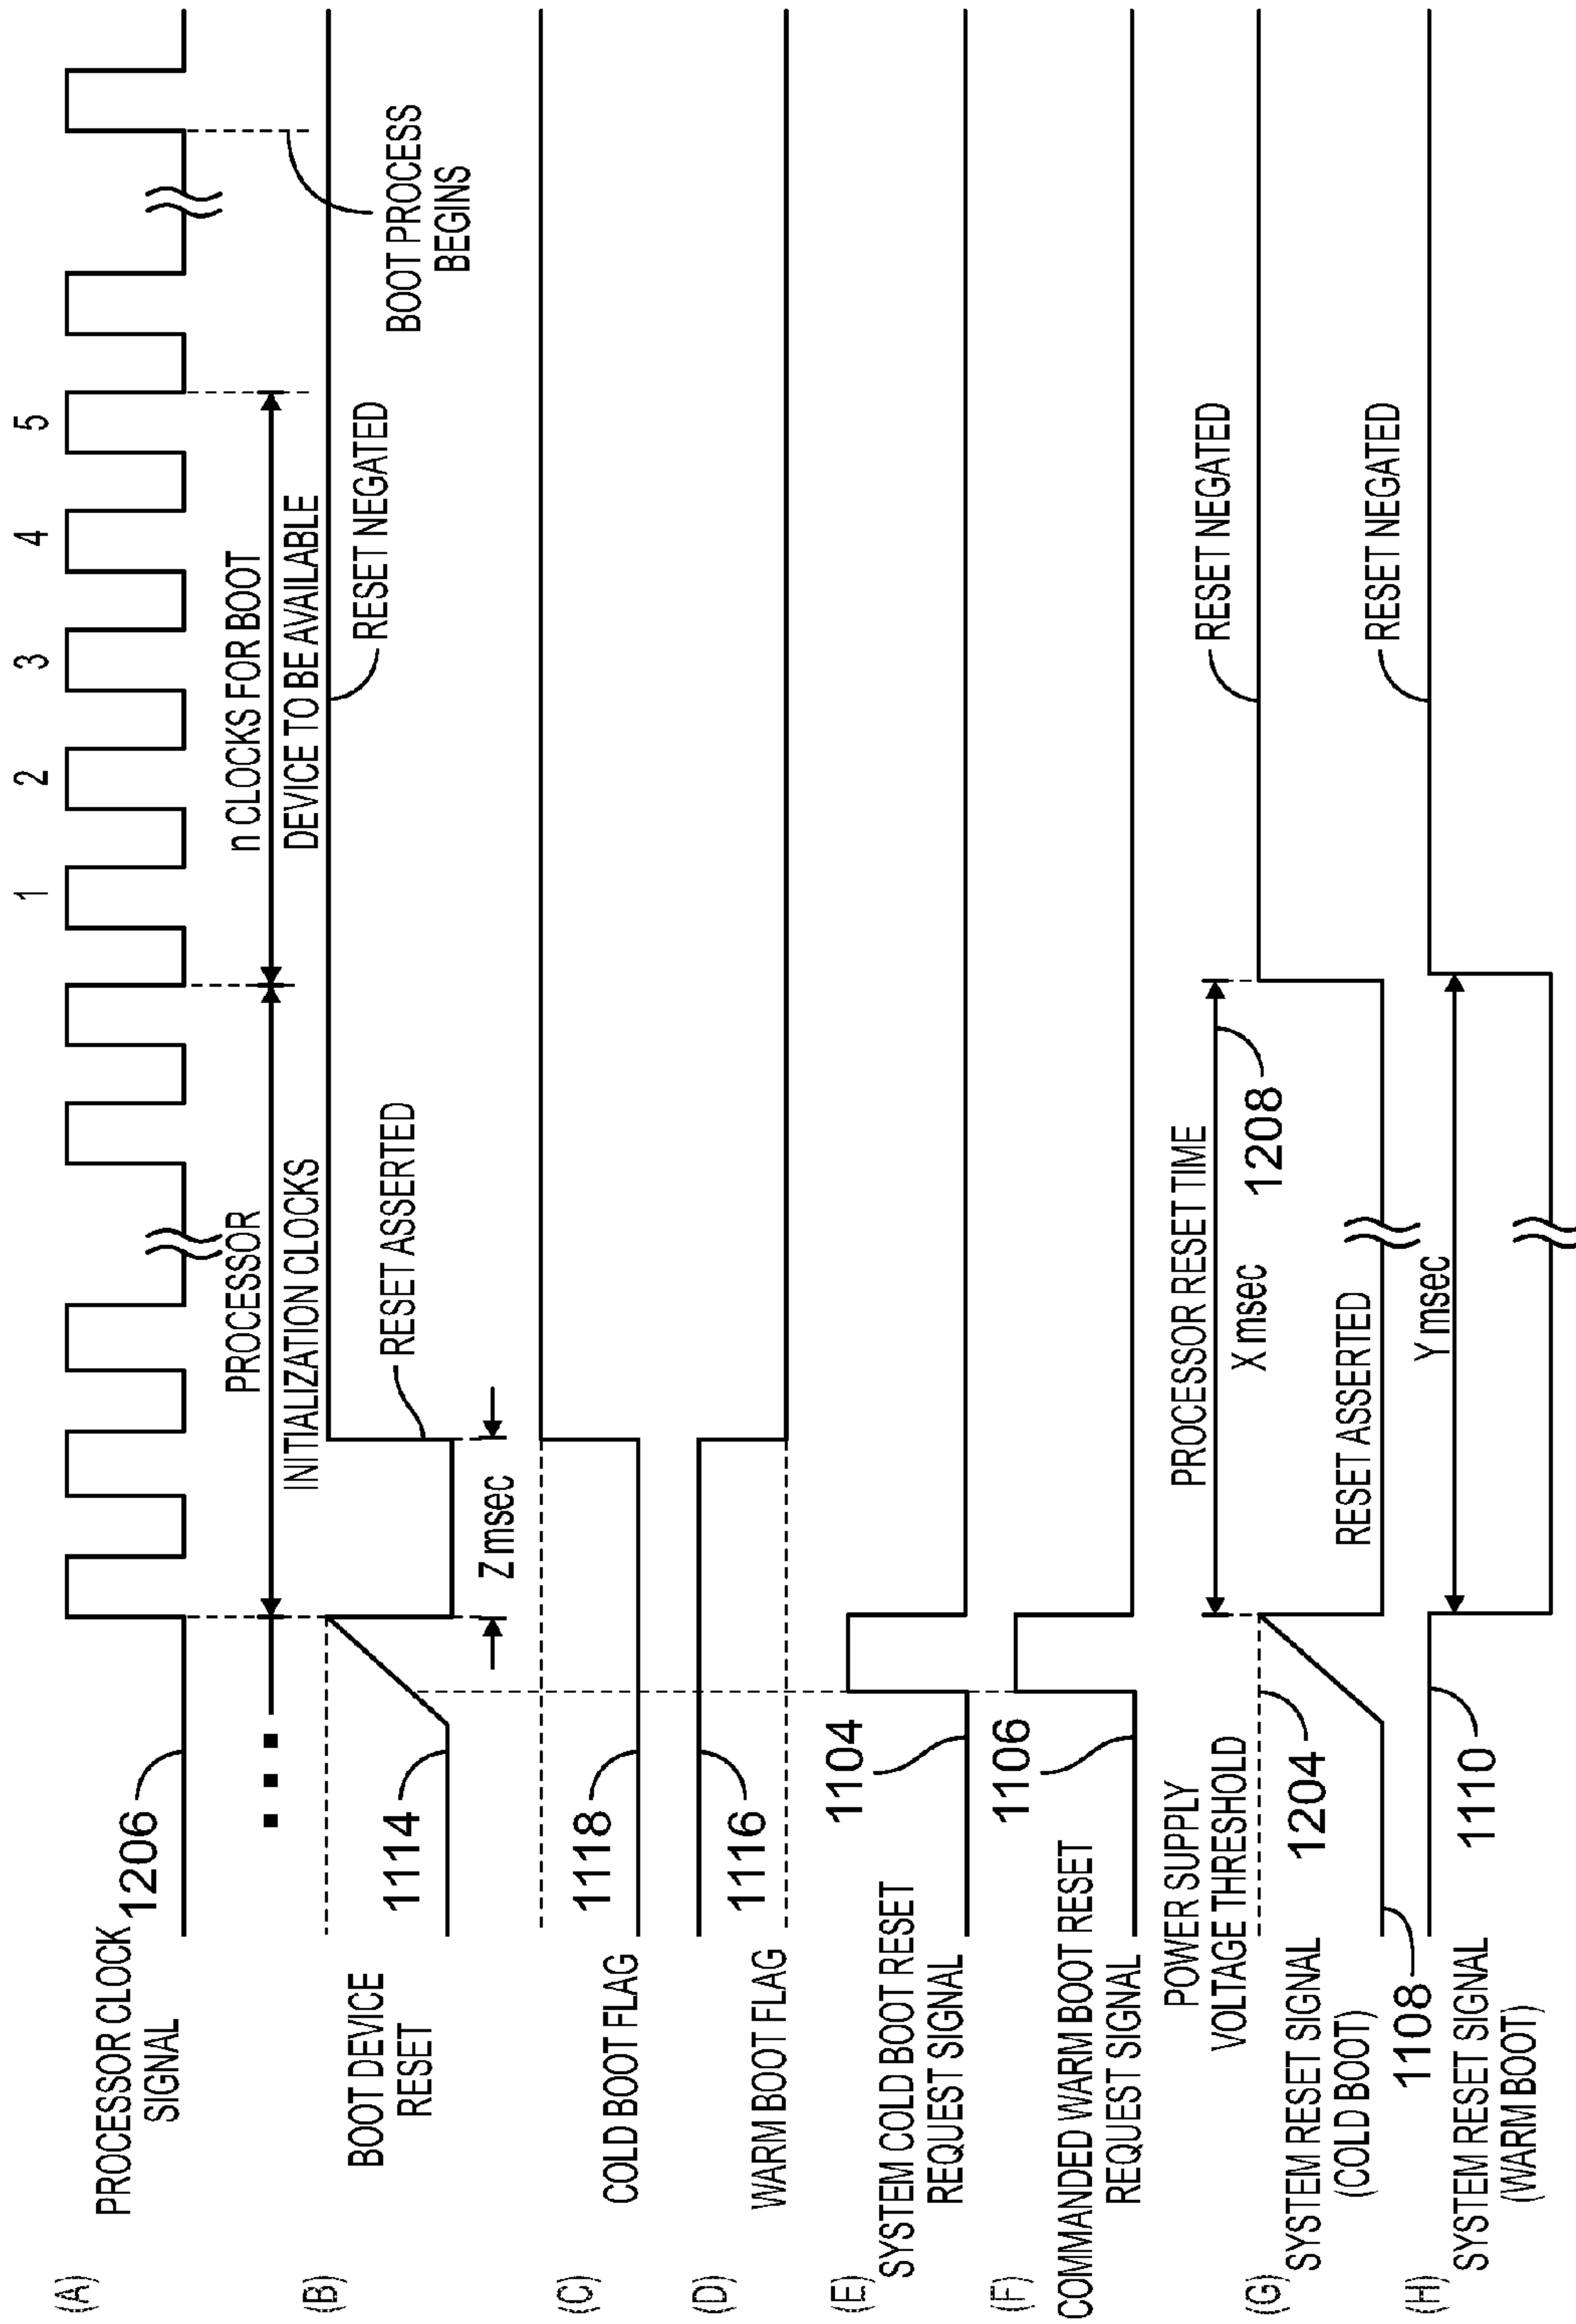 1 2 3 4 5
(A)
PROCESSOR CLOCK
SIGNAL
1206
PROCESSOR
INITIALIZATION CLOCKS
n CLOCKS FOR BOOT
DEVICE TO BE AVAILABLE
BOOT PROCESS
BEGINS
(B)
BOOT DEVICE
RESET
1114
RESET ASSERTED
RESET NEGATED
Z msec
(C)
COLD BOOT FLAG
1118
(D)
WARM BOOT FLAG
1116
(E)
SYSTEM COLD BOOT RESET
REQUEST SIGNAL
1104
(F)
COMMANDED WARM BOOT RESET
REQUEST SIGNAL
1106
POWER SUPPLY
VOLTAGE THRESHOLD
1204
PROCESSOR RESET TIME
X msec
1208
RESET NEGATED
(G)
SYSTEM RESET SIGNAL
(COLD BOOT)
1108
RESET ASSERTED
(H)
SYSTEM RESET SIGNAL
(WARM BOOT)
1110
Y msec
RESET NEGATED